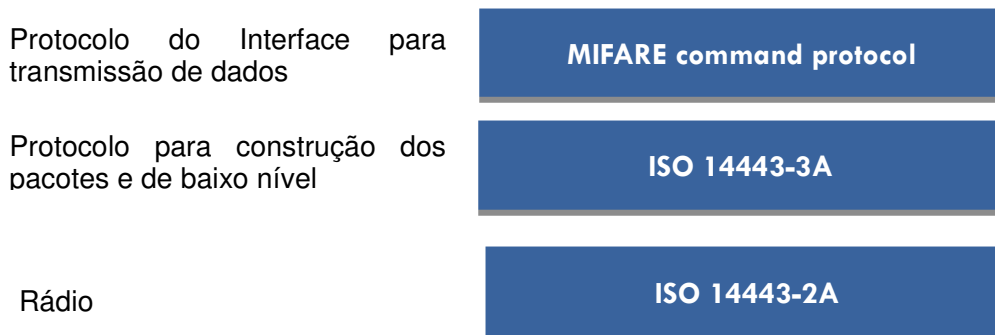 Protocolo do Interface para
transmissão de dados
MIFARE command protocol
Protocolo para construção dos
pacotes e de baixo nível
ISO 14443-3A
Rádio
ISO 14443-2A